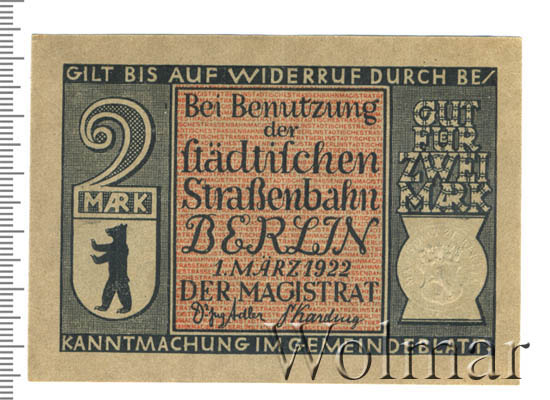 GILT BIS AUF WIDERRUF DURCH BE/
2
MARK
Bei Benutzung
der
städtischen
Straßenbahn
BERLIN
1. MÄRZ 1922
DER MAGISTRAT
GUT
FÜR
ZWEI
MARK
KANNTMACHUNG IM GEMEINDEBLATT
Wolmar